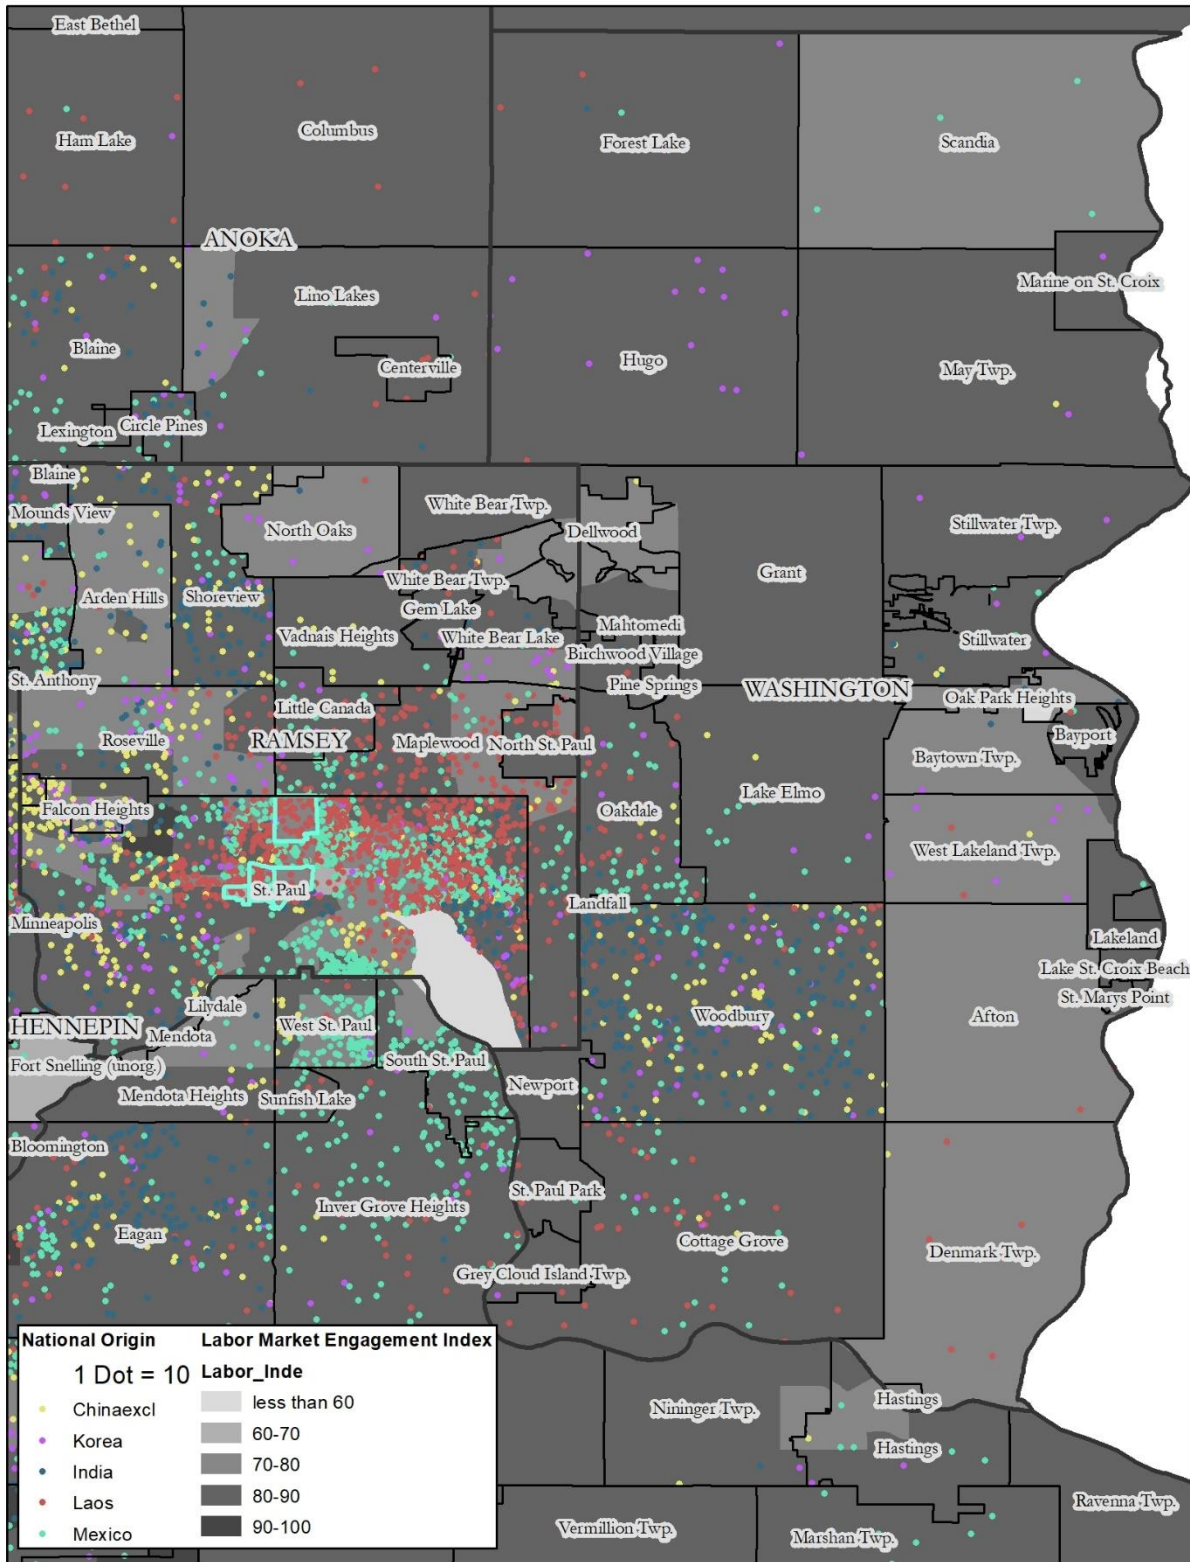 East Bethel
Ham Lake
Columbus
Forest Lake
Scandia
ANOKA
Lino Lakes
Marine on St. Croix
Blaine
Centerville
Hugo
May Twp.
Lexington
Circle Pines
Blaine
Mounds View
North Oaks
White Bear Twp.
Dellwood
Stillwater Twp.
Arden Hills
Shoreview
White Bear Twp.
Grant
Gem Lake
Vadnais Heights
White Bear Lake
Mahtomedi
Stillwater
Birchwood Village
St. Anthony
Pine Springs
WASHINGTON
Oak Park Heights
Little Canada
Roseville
RAMSEY
Maplewood
North St. Paul
Bayport
Baytown Twp.
Falcon Heights
Oakdale
Lake Elmo
West Lakeland Twp.
St. Paul
Landfall
Minneapolis
Lakeland
Lake St. Croix Beach
St. Marys Point
Lilydale
HENNEPIN
Mendota
West St. Paul
Woodbury
Afton
Fort Snelling (unorg.)
South St. Paul
Mendota Heights
Sunfish Lake
Newport
Bloomington
St. Paul Park
Inver Grove Heights
Eagan
Cottage Grove
Denmark Twp.
Grey Cloud Island Twp.
National Origin
1 Dot = 10
Chinaexcl
Korea
India
Laos
Mexico
Labor Market Engagement Index
Labor_Inde
less than 60
60-70
70-80
80-90
90-100
Nininger Twp.
Hastings
Hastings
Vermillion Twp.
Marshan Twp.
Ravenna Twp.